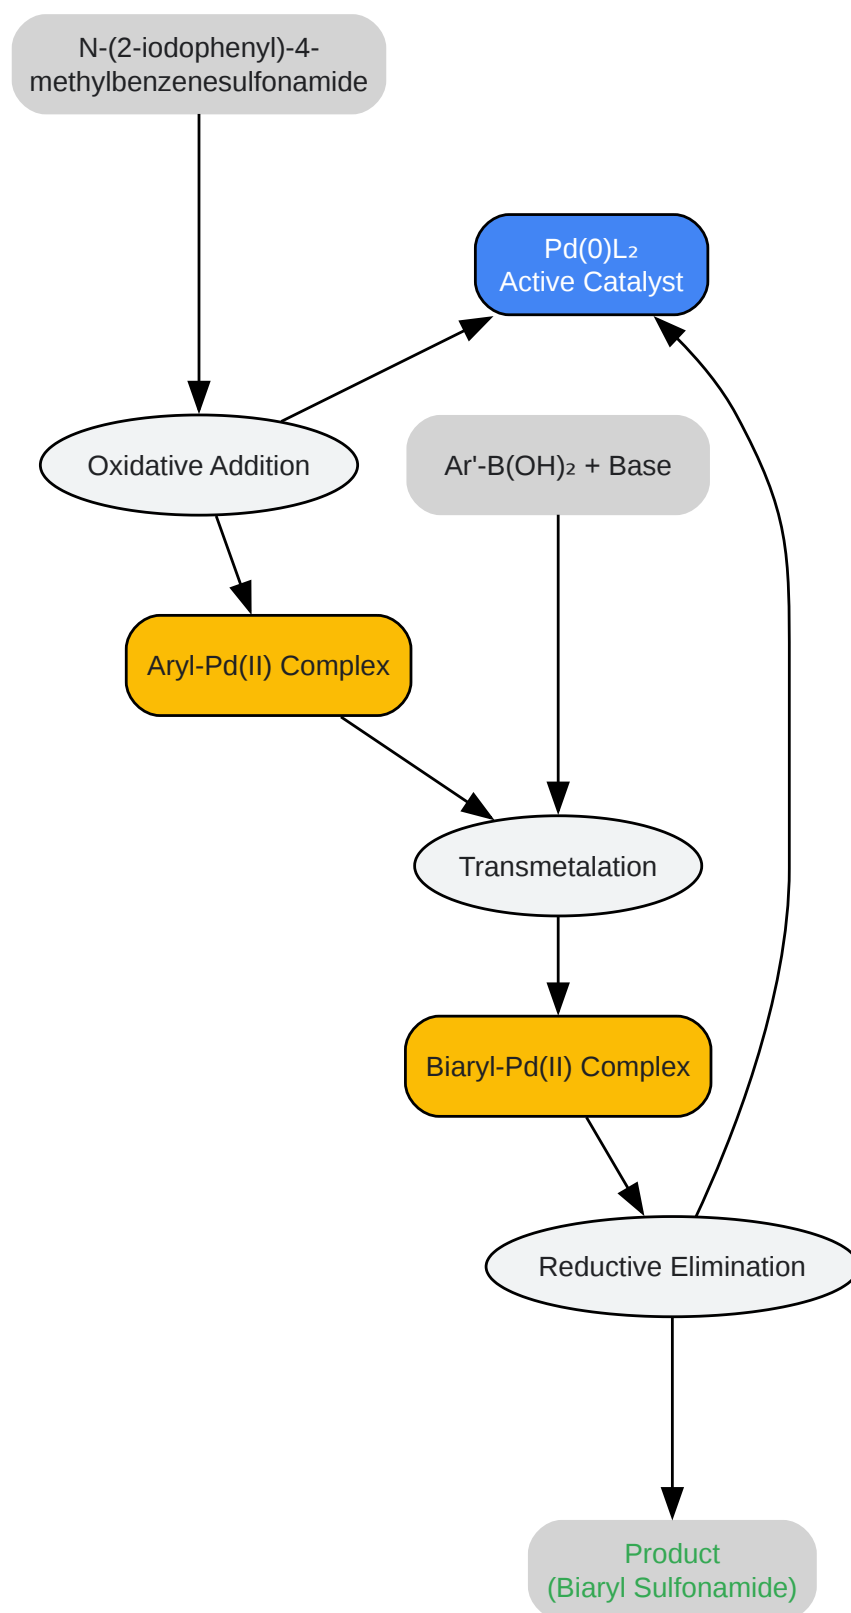 N-(2-iodophenyl)-4-
methylbenzenesulfonamide
Pd(0)L₂
Active Catalyst
Oxidative Addition
Ar'-B(OH)₂ + Base
Aryl-Pd(II) Complex
Transmetalation
Biaryl-Pd(II) Complex
Reductive Elimination
Product
(Biaryl Sulfonamide)